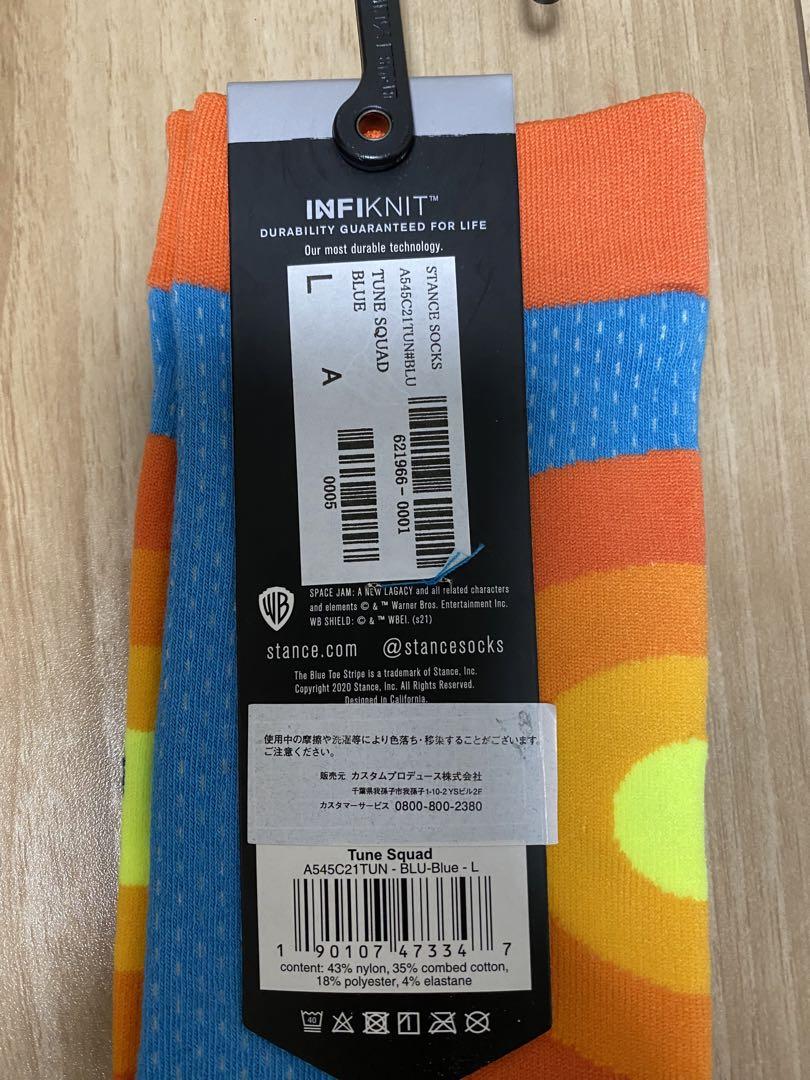 INFIKNIT™
DURABILITY GUARANTEED FOR LIFE
Our most durable technology.
STANCE SOCKS
A545C21TUN#BLU
TUNE SQUAD
BLUE
L
A
621966-0001
0005
WB
SPACE JAM: A NEW LAGACY and all related characters
and elements © & ™ Warner Bros. Entertainment Inc.
WB SHIELD: © & ™ WBEI. (s21)
stance.com @stancesocks
The Blue Toe Stripe is a trademark of Stance, Inc.
Copyright 2020 Stance, Inc. All Rights Reserved.
Designed in California.
使用中の摩擦や洗濯等により色落ち・移染することがございます。
ご注意ください。
販売元 カスタムプロデュース株式会社
千葉県我孫子市我孫子1-10-2 YSビル2F
カスタマーサービス 0800-800-2380
Tune Squad
A545C21TUN - BLU-Blue - L
1 90107 47334 7
content: 43% nylon, 35% combed cotton,
18% polyester, 4% elastane
40